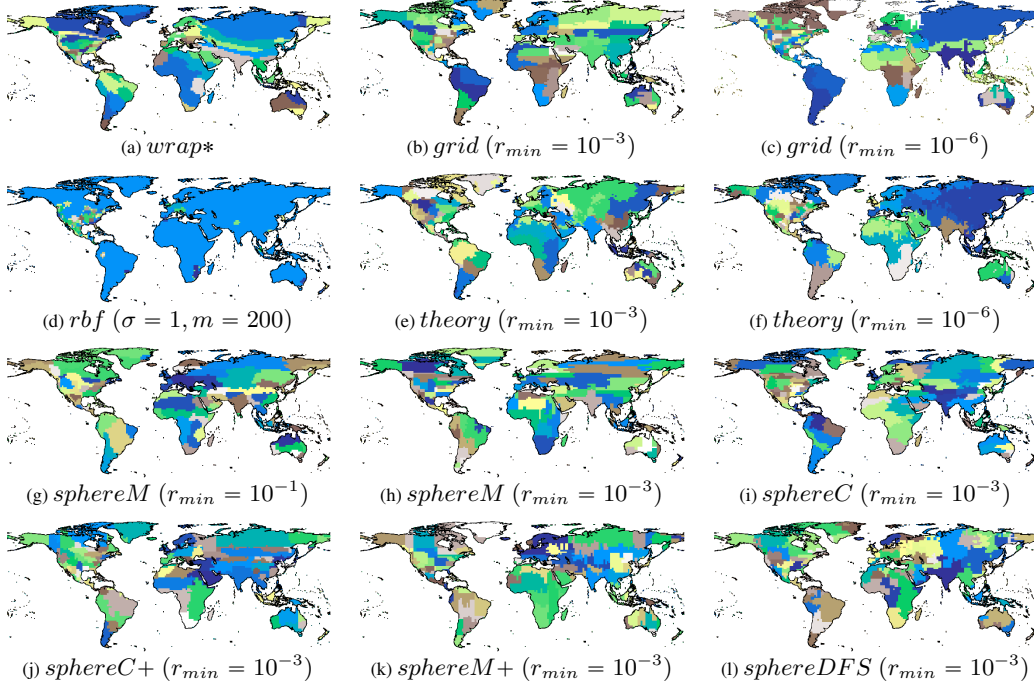 (a) wrap*
(b) grid (r_min = 10^-3)
(c) grid (r_min = 10^-6)
(d) rbf (σ = 1, m = 200)
(e) theory (r_min = 10^-3)
(f) theory (r_min = 10^-6)
(g) sphereM (r_min = 10^-1)
(h) sphereM (r_min = 10^-3)
(i) sphereC (r_min = 10^-3)
(j) sphereC+ (r_min = 10^-3)
(k) sphereM+ (r_min = 10^-3)
(l) sphereDFS (r_min = 10^-3)